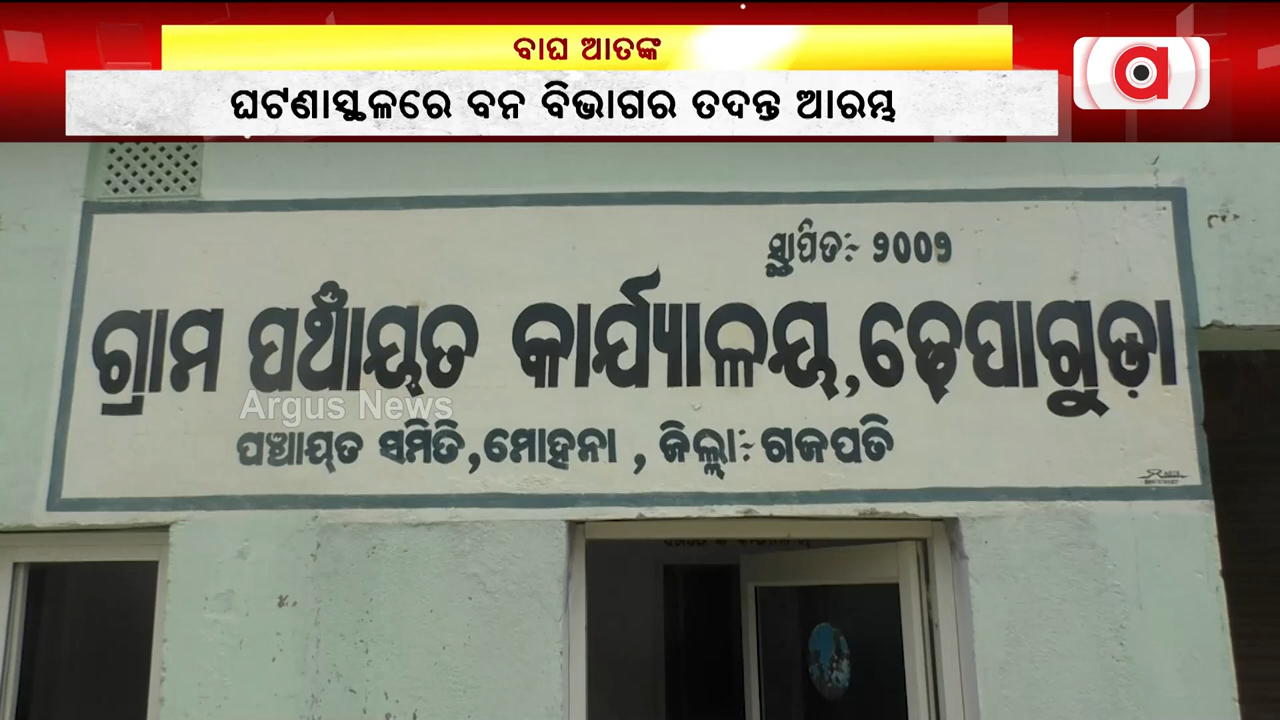 ବାଘ ଆତଙ୍କ
ଘଟଣାସ୍ଥଳରେ ବନ ବିଭାଗର ତଦନ୍ତ ଆରମ୍ଭ
ସ୍ଥାପିତ:- ୨୦୦୨
ଗ୍ରାମ ପଞ୍ଚାୟତ କାର୍ଯ୍ୟାଳୟ, ଢ଼େପାଗୁଡ଼ା
Argus News
ପଞ୍ଚାୟତ ସମିତି, ମୋହନା , ଜିଲ୍ଲା:- ଗଜପତି